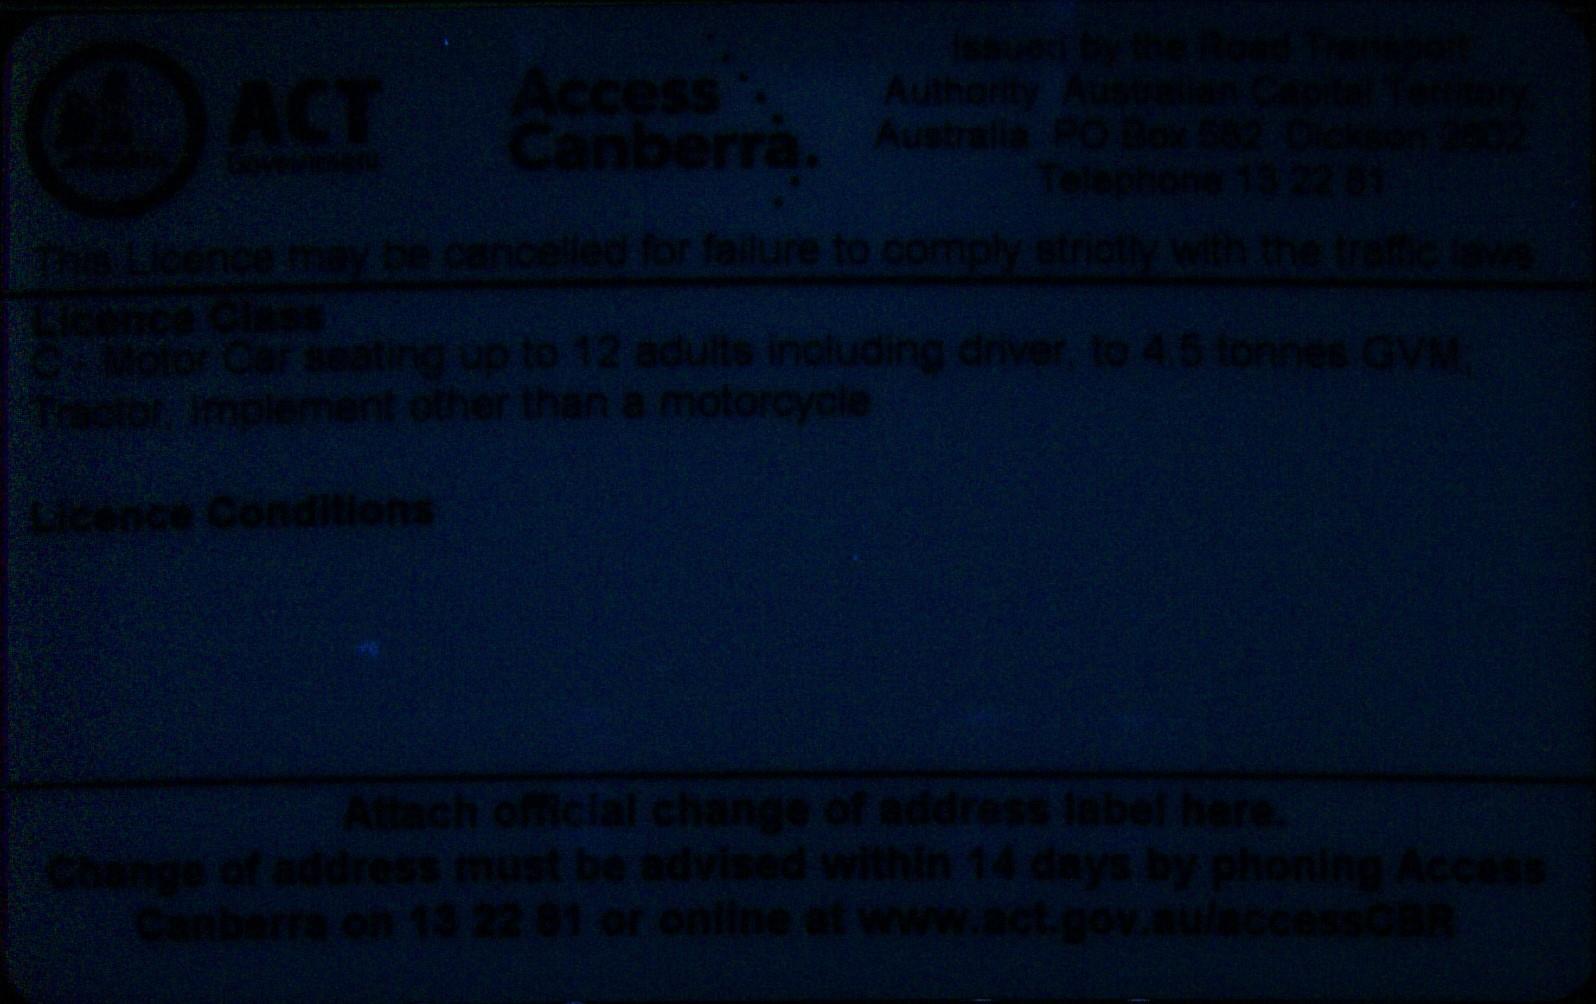 ACT
Government
Access
Canberra.
Issued by the Road Transport
Authority Australian Capital Territory,
Australia PO Box 582 Dickson 2602
Telephone 13 22 81
This Licence may be cancelled for failure to comply strictly with the traffic laws
Licence Class
C - Motor Car seating up to 12 adults including driver, to 4.5 tonnes GVM,
Tractor, Implement other than a motorcycle
Licence Conditions
Attach official change of address label here.
Change of address must be advised within 14 days by phoning Access
Canberra on 13 22 81 or online at www.act.gov.au/accessCBR